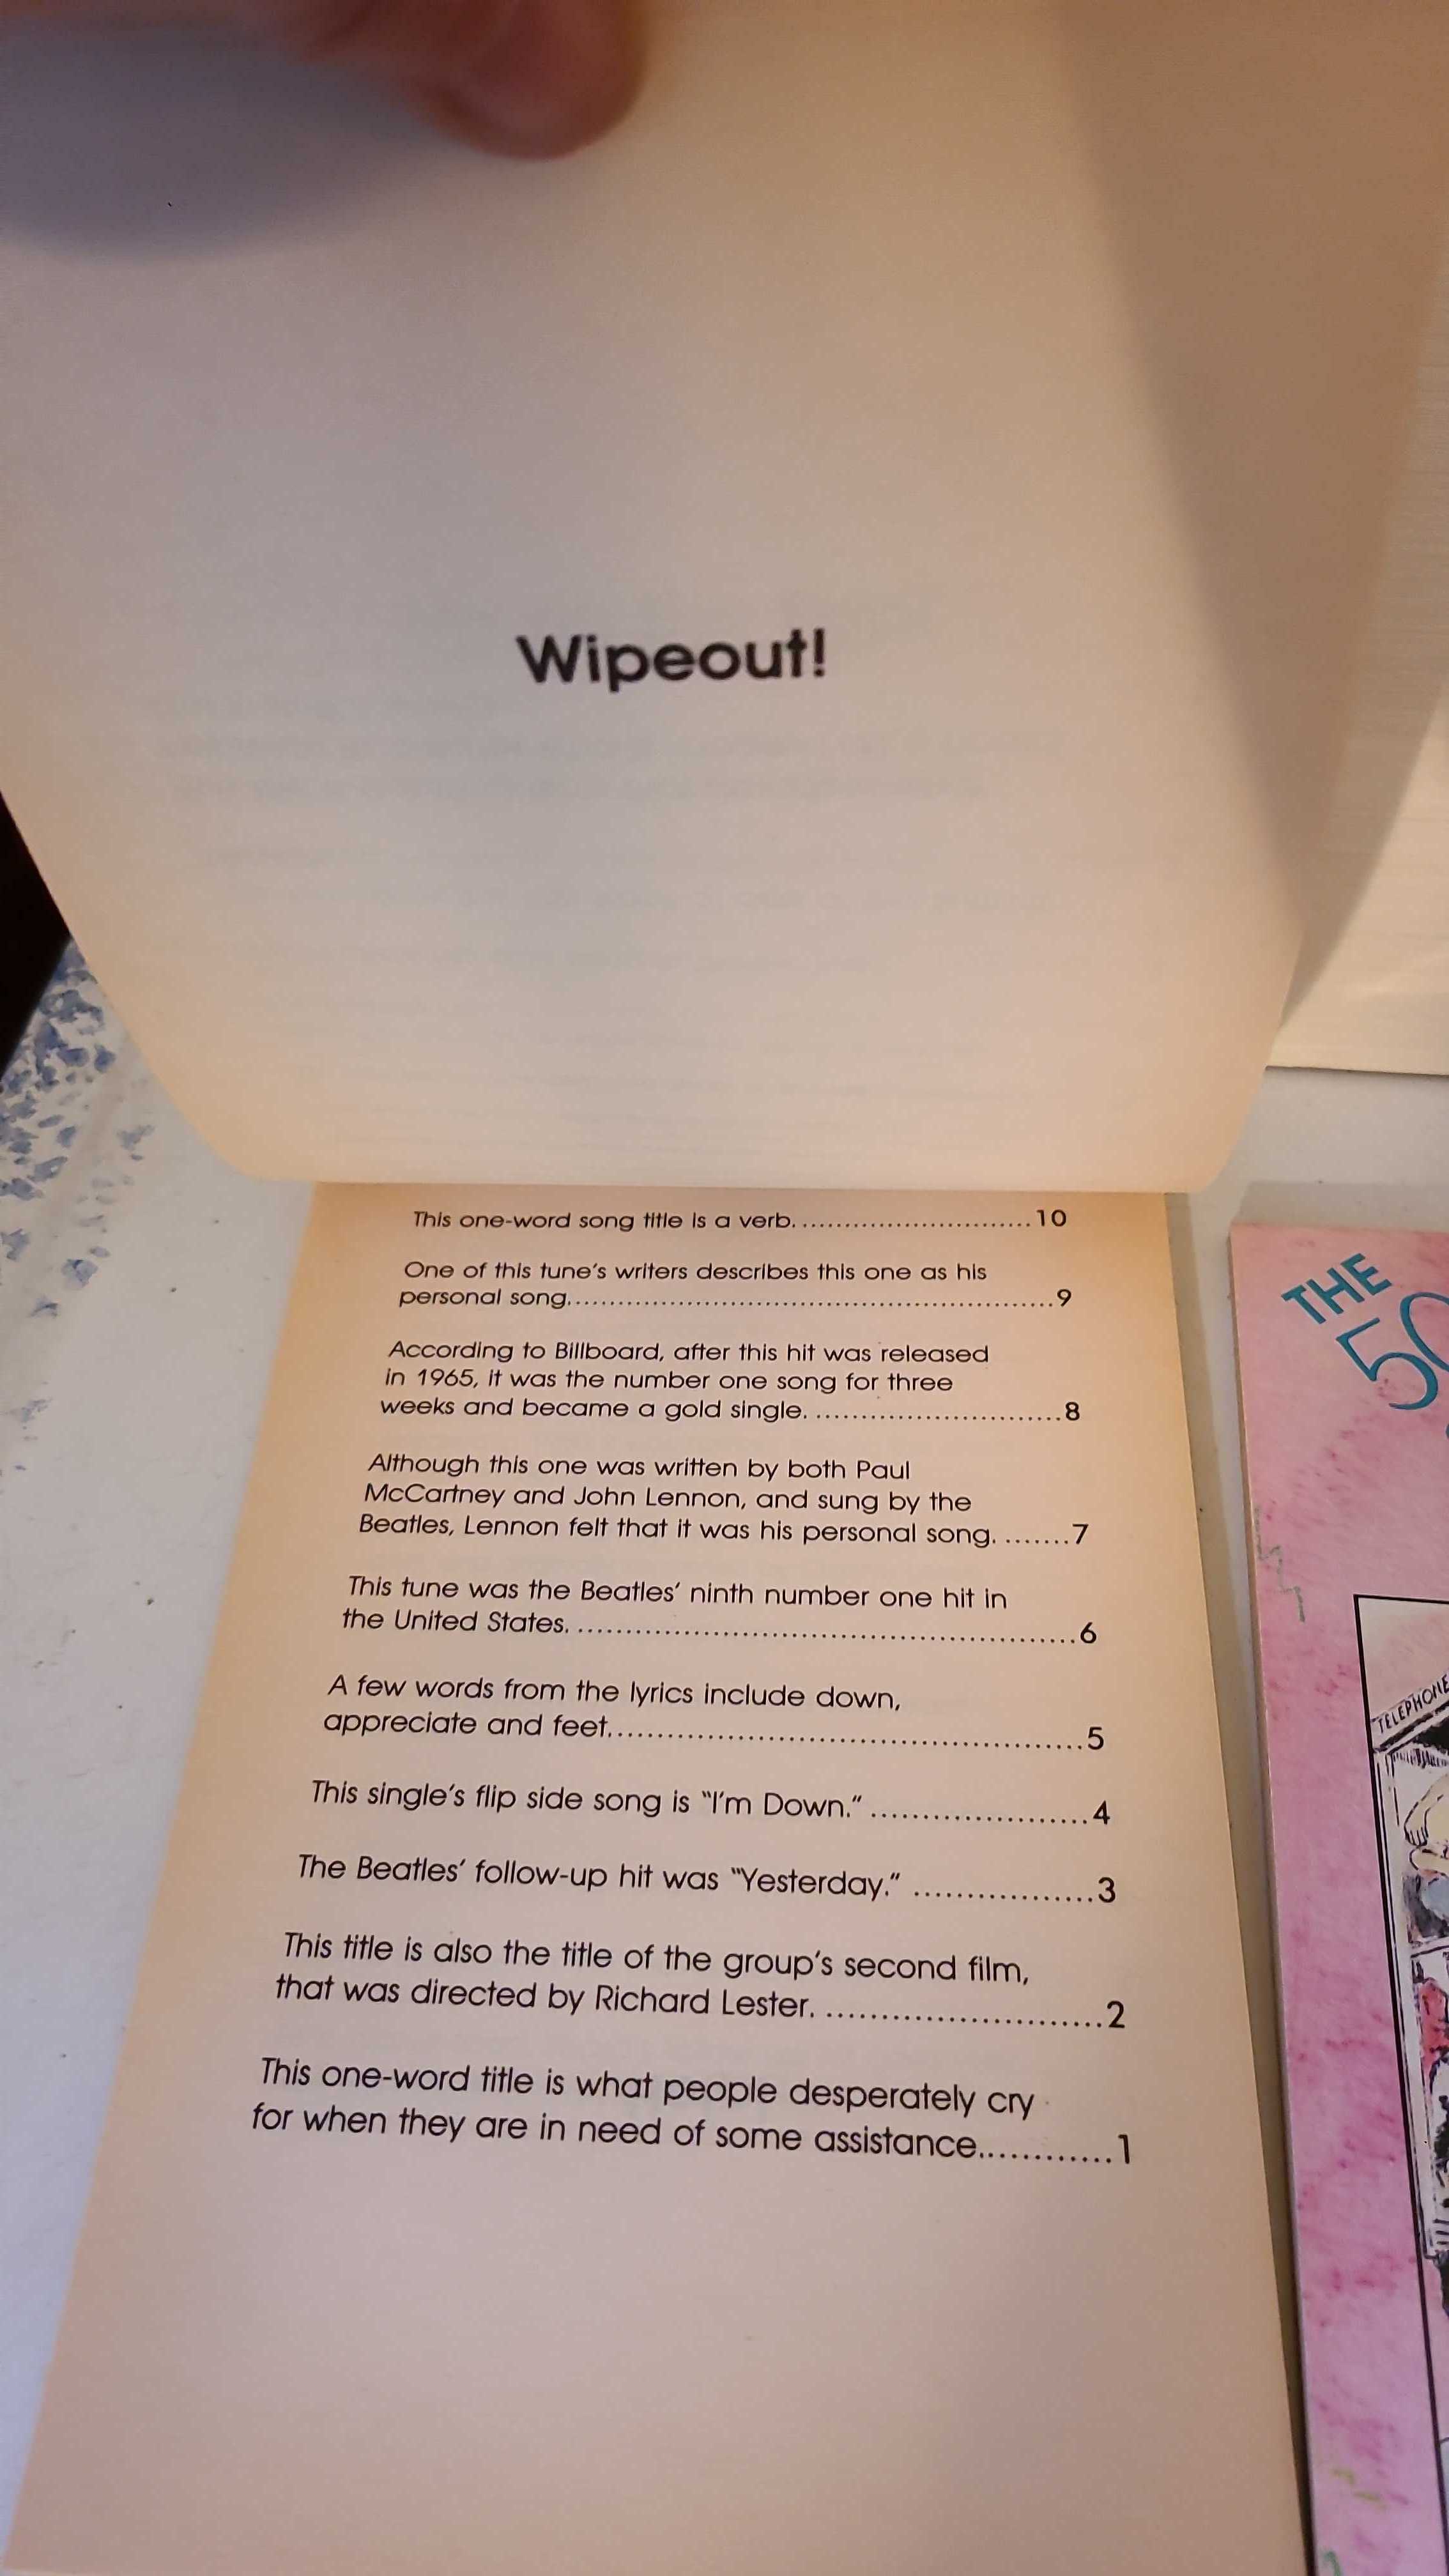 Wipeout!
This one-word song title is a verb.............................10
One of this tune's writers describes this one as his
personal song...........................................................9
According to Billboard, after this hit was released
in 1965, it was the number one song for three
weeks and became a gold single. ..............................8
Although this one was written by both Paul
McCartney and John Lennon, and sung by the
Beatles, Lennon felt that it was his personal song. ........7
This tune was the Beatles' ninth number one hit in
the United States. .........................................................6
A few words from the lyrics include down,
appreciate and feet....................................................5
This single's flip side song is "I'm Down." ......................4
The Beatles' follow-up hit was "Yesterday." ..................3
This title is also the title of the group's second film,
that was directed by Richard Lester. ..........................2
This one-word title is what people desperately cry
for when they are in need of some assistance............1
THE
TELEPHONE